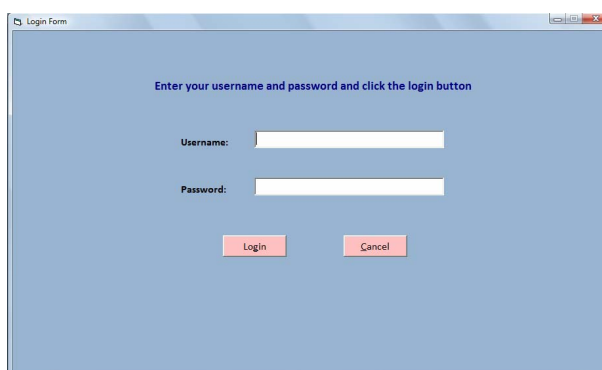 Login Form
Enter your username and password and click the login button
Username:
Password:
Login
Cancel